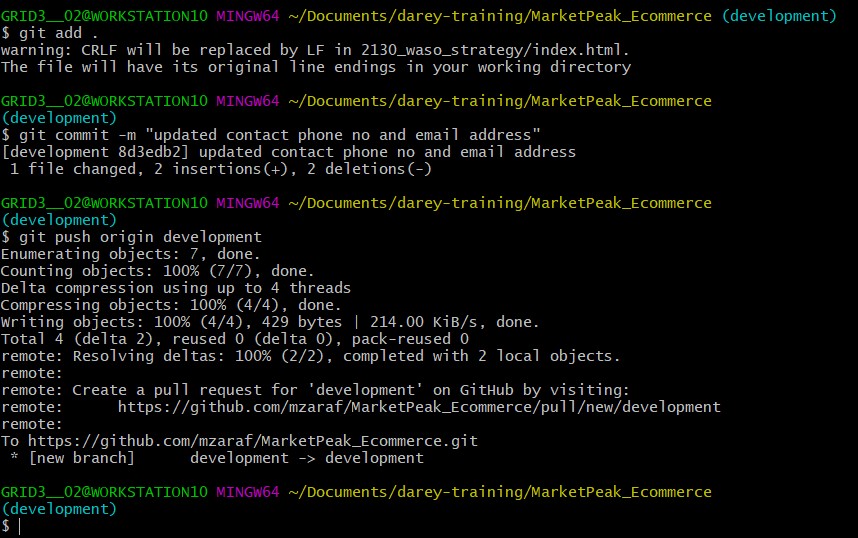 GRID3__02@WORKSTATION10 MINGW64 ~/Documents/darey-training/MarketPeak_Ecommerce (development)
$ git add .
warning: CRLF will be replaced by LF in 2130_waso_strategy/index.html.
The file will have its original line endings in your working directory
GRID3__02@WORKSTATION10 MINGW64 ~/Documents/darey-training/MarketPeak_Ecommerce
(development)
$ git commit -m "updated contact phone no and email address"
[development 8d3edb2] updated contact phone no and email address
 1 file changed, 2 insertions(+), 2 deletions(-)
GRID3__02@WORKSTATION10 MINGW64 ~/Documents/darey-training/MarketPeak_Ecommerce
(development)
$ git push origin development
Enumerating objects: 7, done.
Counting objects: 100% (7/7), done.
Delta compression using up to 4 threads
Compressing objects: 100% (4/4), done.
Writing objects: 100% (4/4), 429 bytes | 214.00 KiB/s, done.
Total 4 (delta 2), reused 0 (delta 0), pack-reused 0
remote: Resolving deltas: 100% (2/2), completed with 2 local objects.
remote:
remote: Create a pull request for 'development' on GitHub by visiting:
remote:      https://github.com/mzaraf/MarketPeak_Ecommerce/pull/new/development
remote:
To https://github.com/mzaraf/MarketPeak_Ecommerce.git
 * [new branch]      development -> development
GRID3__02@WORKSTATION10 MINGW64 ~/Documents/darey-training/MarketPeak_Ecommerce
(development)
$